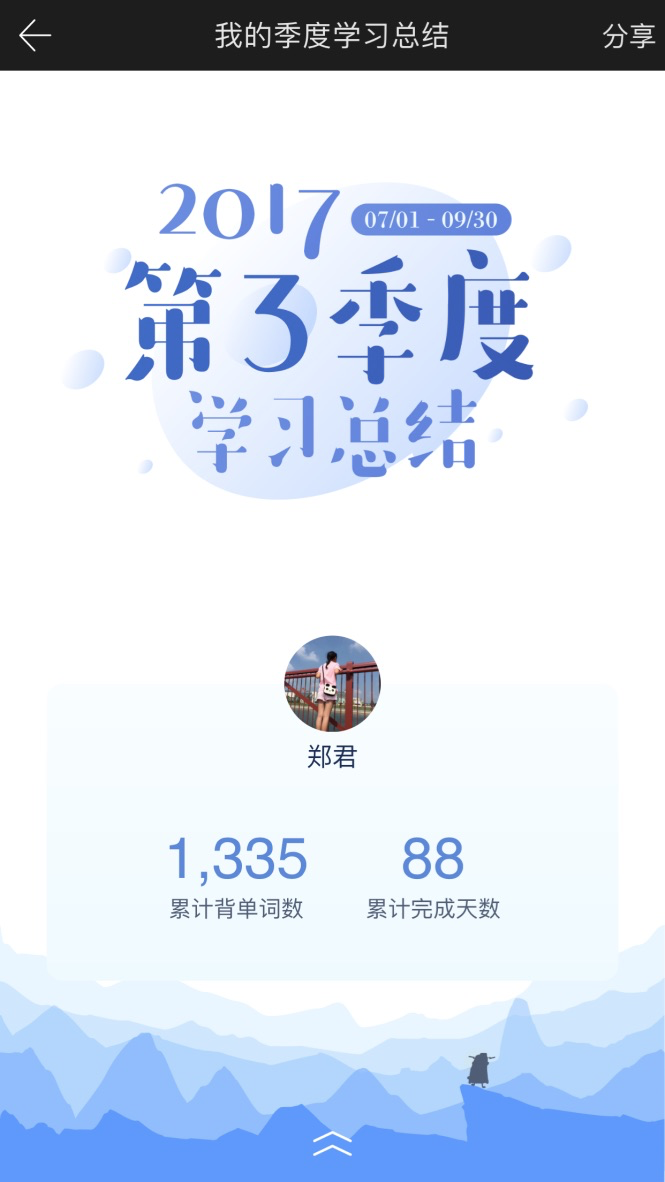 我的季度学习总结
分享
2017
07/01 - 09/30
第3季度
学习总结
郑君
1,335
88
累计背单词数
累计完成天数